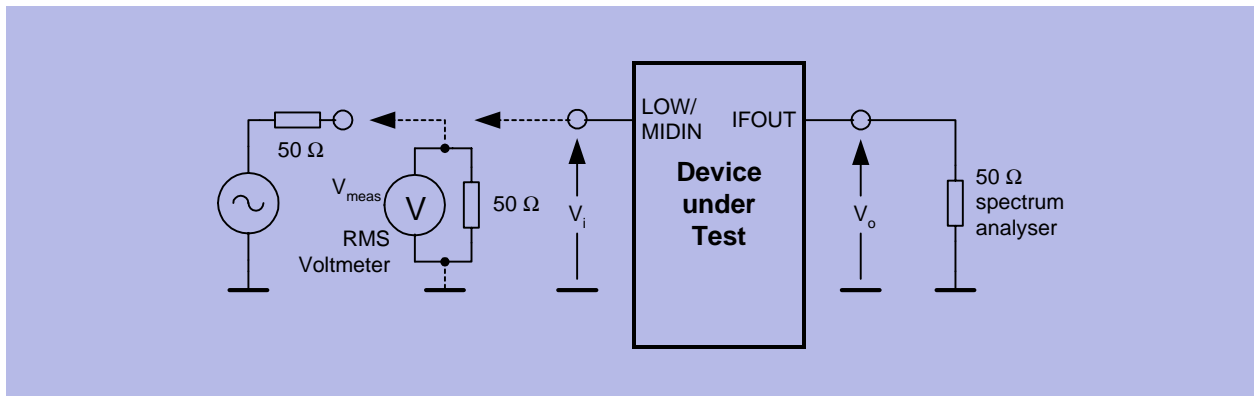 50 Ω
V meas
V
RMS
Voltmeter
50 Ω
V i
LOW/
MIDIN
IFOUT
Device
under
Test
V o
50 Ω
spectrum
analyser